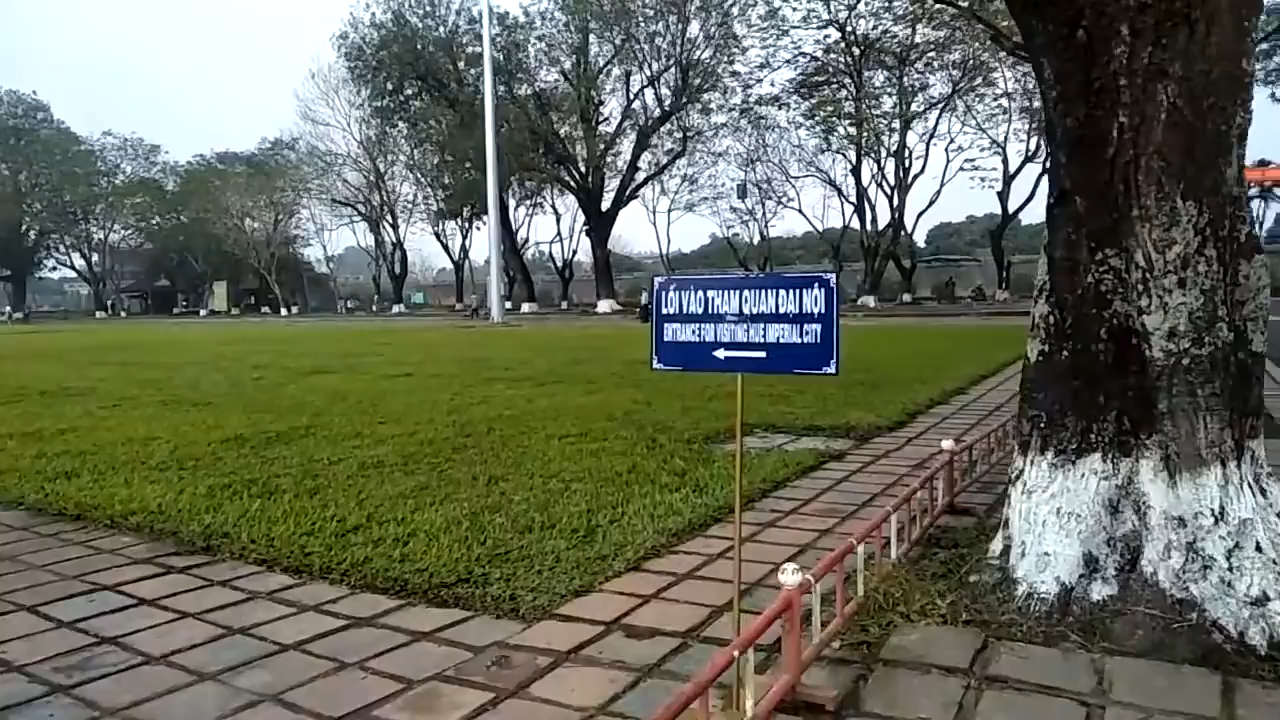 LỐI VÀO THAM QUAN ĐẠI NỘI
ENTRANCE FOR VISITING HUE IMPERIAL CITY